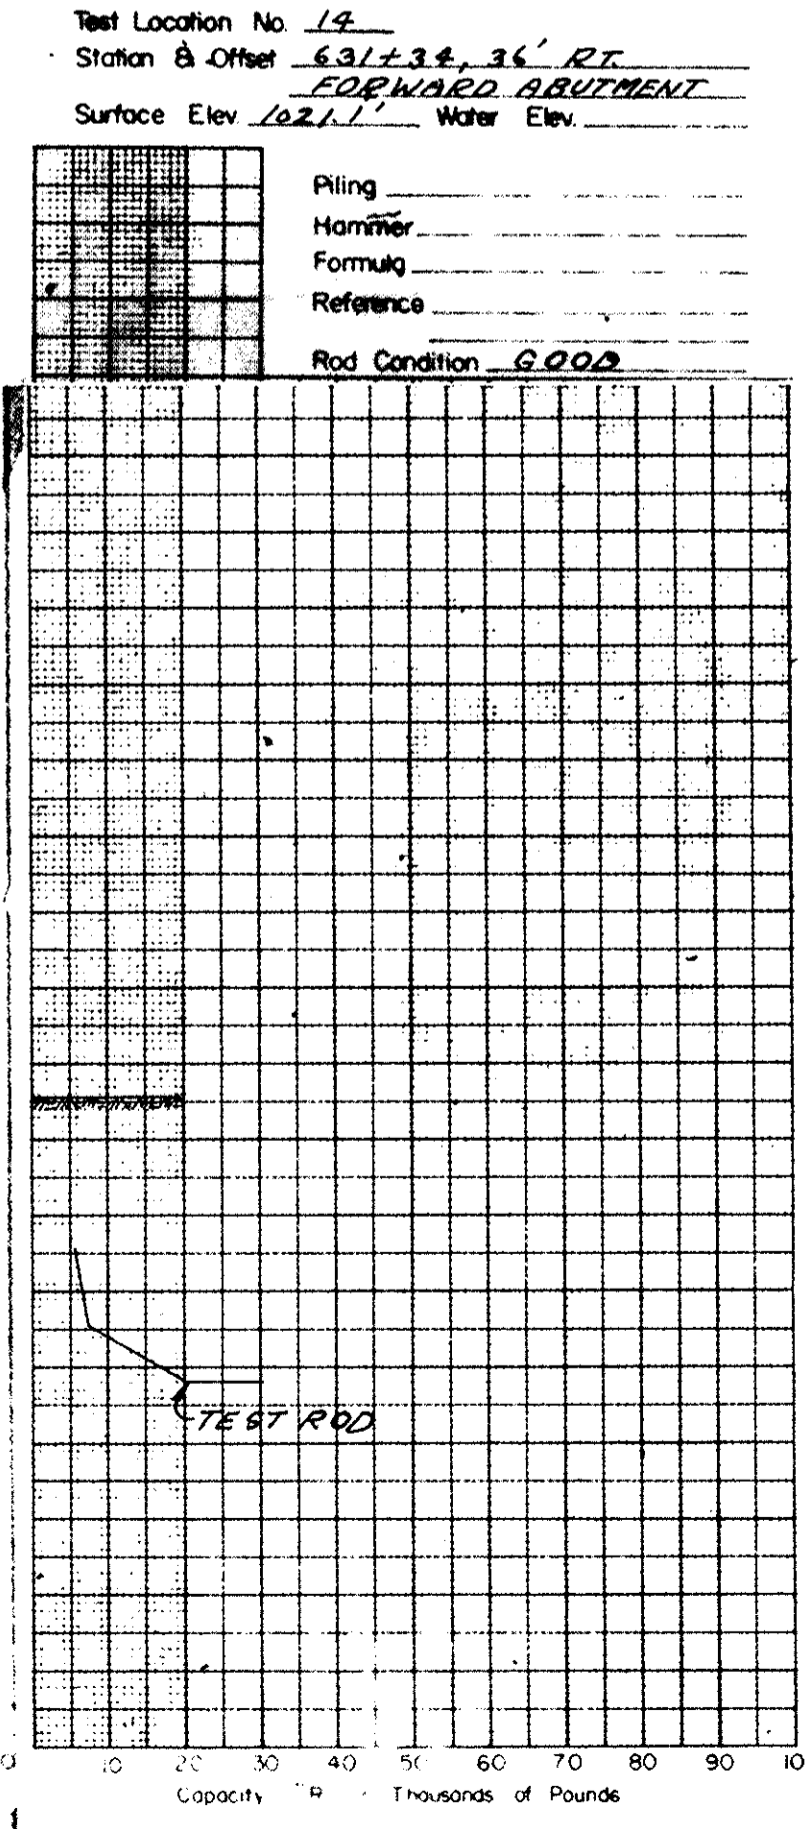 Test Location No. 14
Station & Offset 631+34, 36' RT.
FORWARD ABUTMENT
Surface Elev. 1021.1' Water Elev.
Piling
Hammer
Formula
Reference
Rod Condition GOOD
TEST ROD
0 10 20 30 40 50 60 70 80 90 10
Capacity "R" Thousands of Pounds